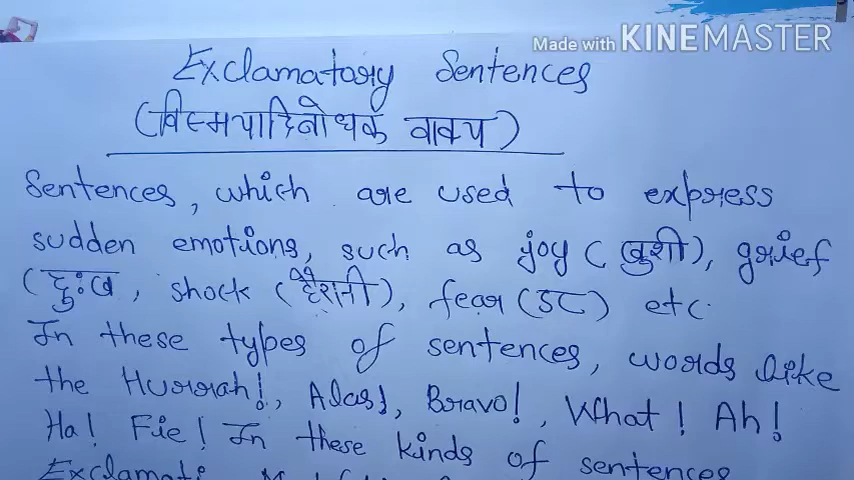 Made with KINEMASTER
Exclamatory Sentences
(विस्मयादिबोधक वाक्य)
Sentences, which are used to express
sudden emotions, such as joy (खुशी), grief
(दुःख, shock (हैरानी), fear (डर) etc.
In these types of sentences, words like
the Hurrah!, Alas!, Bravo!, What! Ah!
Ha! Fie! In these kinds of sentences